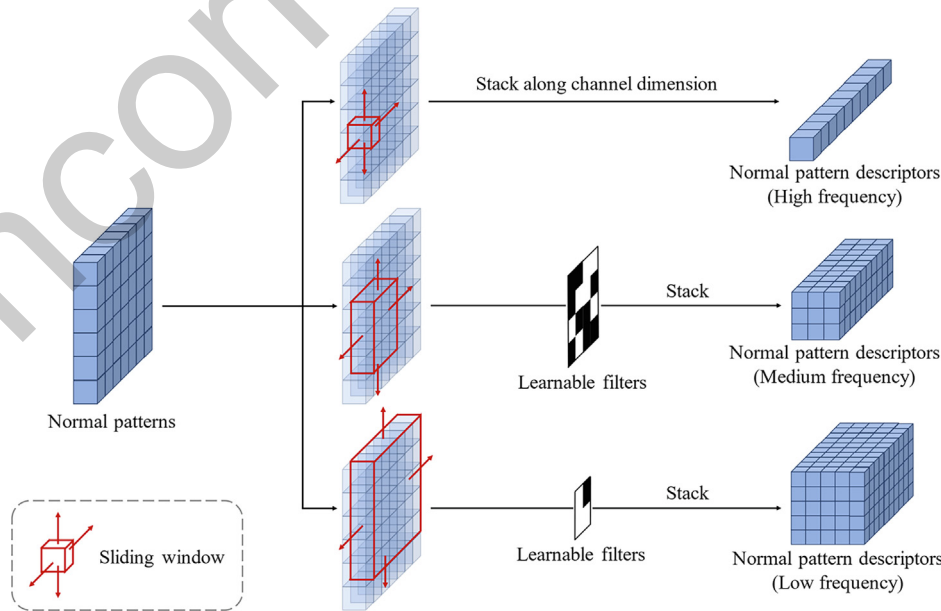 ncom
Stack along channel dimension
Normal pattern descriptors
(High frequency)
Stack
Learnable filters
Normal pattern descriptors
(Medium frequency)
Normal patterns
Stack
Learnable filters
Normal pattern descriptors
(Low frequency)
Sliding window